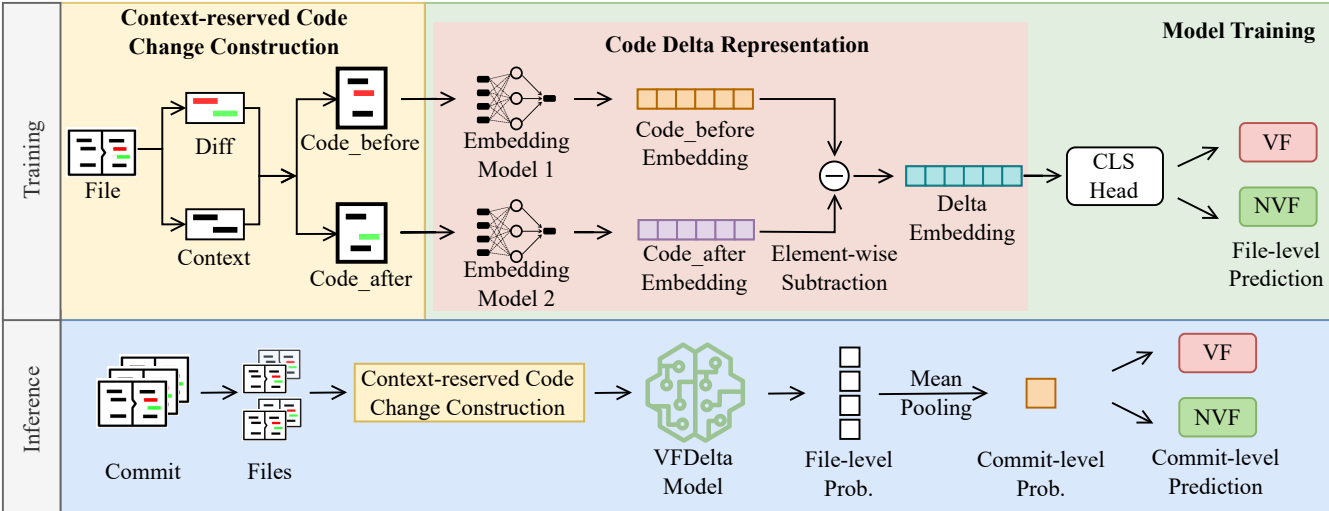 Training
Context-reserved Code
Change Construction
File
Diff
Context
Code_before
Code_after
Code Delta Representation
Embedding
Model 1
Embedding
Model 2
Code_before
Embedding
Code_after
Embedding
Element-wise
Subtraction
Delta
Embedding
Model Training
CLS
Head
VF
NVF
File-level
Prediction
Inference
Commit
Files
Context-reserved Code
Change Construction
VFDelta
Model
File-level
Prob.
Mean
Pooling
Commit-level
Prob.
VF
NVF
Commit-level
Prediction